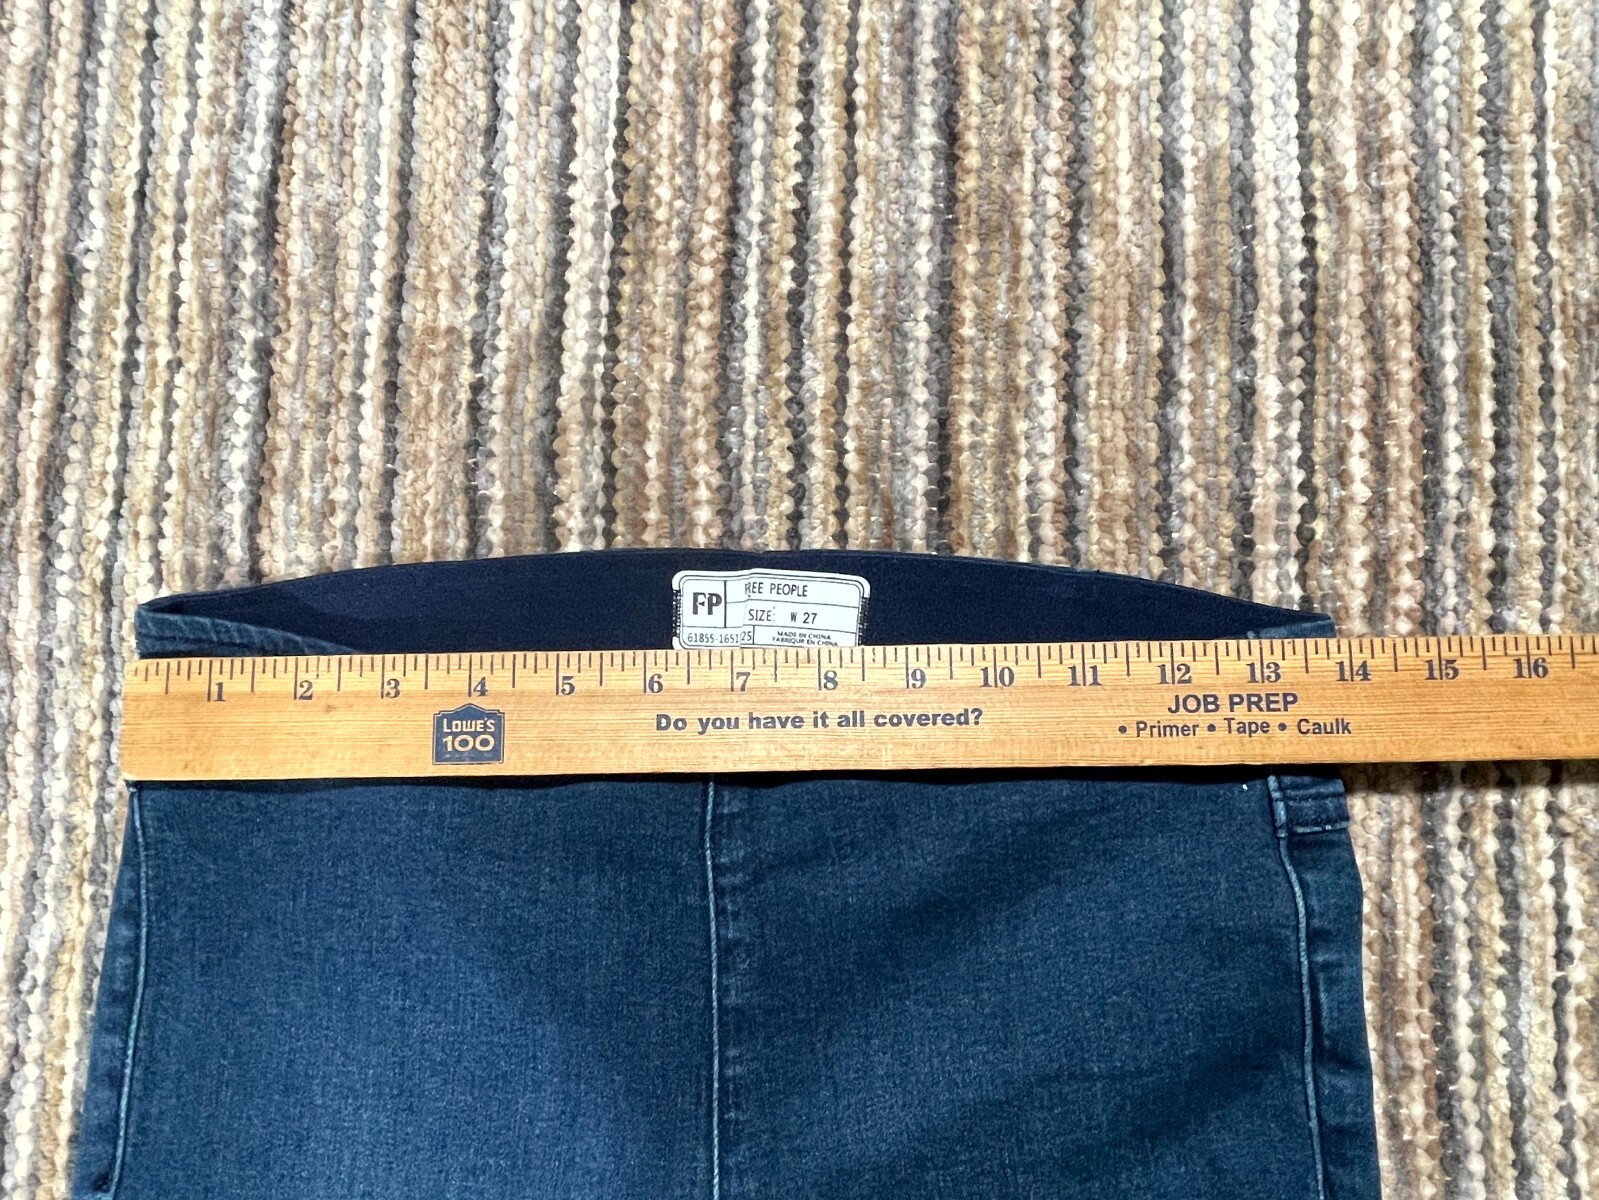 FP
REE PEOPLE
SIZE: W 27
61855-1651 25
MADE IN CHINA
FABRIQUE EN CHINA
1 2 3 4 5 6 7 8 9 10 11 12 13 14 15 16
LOWE'S
100
Do you have it all covered?
JOB PREP
• Primer • Tape • Caulk